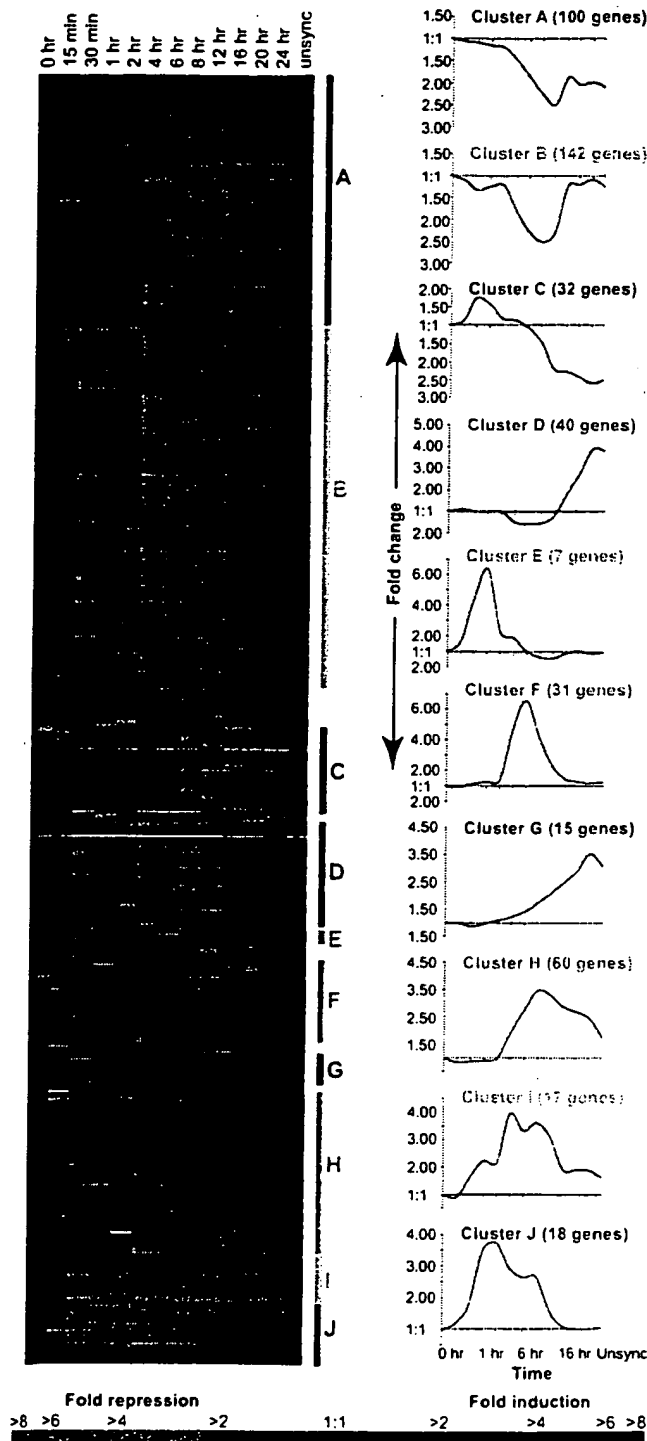 0 hr
15 min
30 min
1 hr
2 hr
4 hr
6 hr
8 hr
12 hr
16 hr
20 hr
24 hr
unsync
A
B
C
D
E
F
G
H
I
J
Fold change
Cluster A (100 genes)
1.50
1:1
1.50
2.00
2.50
3.00
Cluster B (142 genes)
1.50
1:1
1.50
2.00
2.50
3.00
Cluster C (32 genes)
2.00
1.50
1:1
1.50
2.00
2.50
3.00
Cluster D (40 genes)
5.00
4.00
3.00
2.00
1:1
2.00
Cluster E (7 genes)
6.00
4.00
2.00
1:1
2.00
Cluster F (31 genes)
6.00
4.00
2.00
1:1
2.00
Cluster G (15 genes)
4.50
3.50
2.50
1.50
1.50
Cluster H (60 genes)
4.50
3.50
2.50
1.50
Cluster I genes)
4.00
3.00
2.00
1:1
Cluster J (18 genes)
4.00
3.00
2.00
1:1
0 hr 1 hr 6 hr 16 hr Unsync
Time
Fold repression Fold induction
>8 >6 >4 >2 1:1 >2 >4 >6 >8